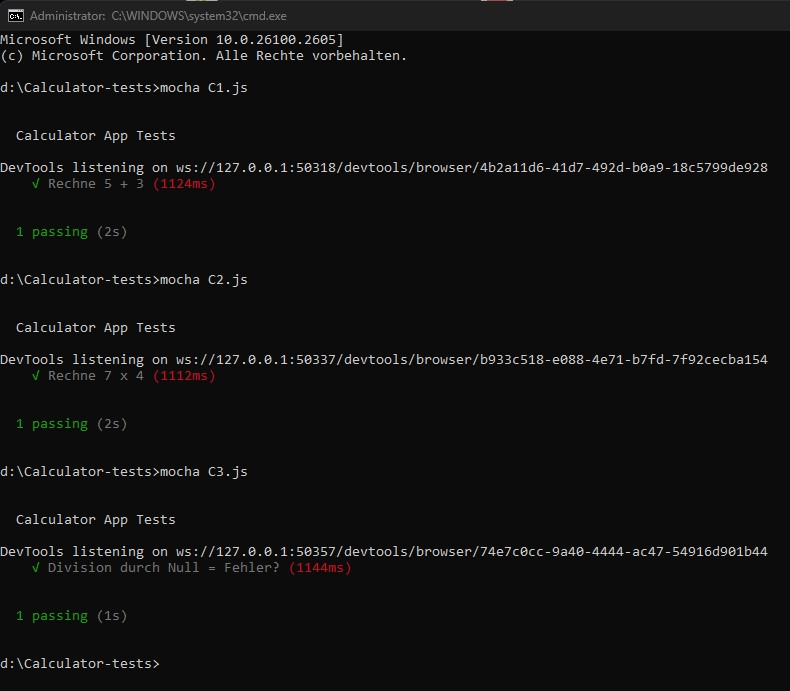 Administrator: C:\WINDOWS\system32\cmd.exe
Microsoft Windows [Version 10.0.26100.2605]
(c) Microsoft Corporation. Alle Rechte vorbehalten.
d:\Calculator-tests>mocha C1.js
Calculator App Tests
DevTools listening on ws://127.0.0.1:50318/devtools/browser/4b2a11d6-41d7-492d-b0a9-18c5799de928
√ Rechne 5 + 3 (1124ms)
1 passing (2s)
d:\Calculator-tests>mocha C2.js
Calculator App Tests
DevTools listening on ws://127.0.0.1:50337/devtools/browser/b933c518-e088-4e71-b7fd-7f92cecba154
√ Rechne 7 x 4 (1112ms)
1 passing (2s)
d:\Calculator-tests>mocha C3.js
Calculator App Tests
DevTools listening on ws://127.0.0.1:50357/devtools/browser/74e7c0cc-9a40-4444-ac47-54916d901b44
√ Division durch Null = Fehler? (1144ms)
1 passing (1s)
d:\Calculator-tests>